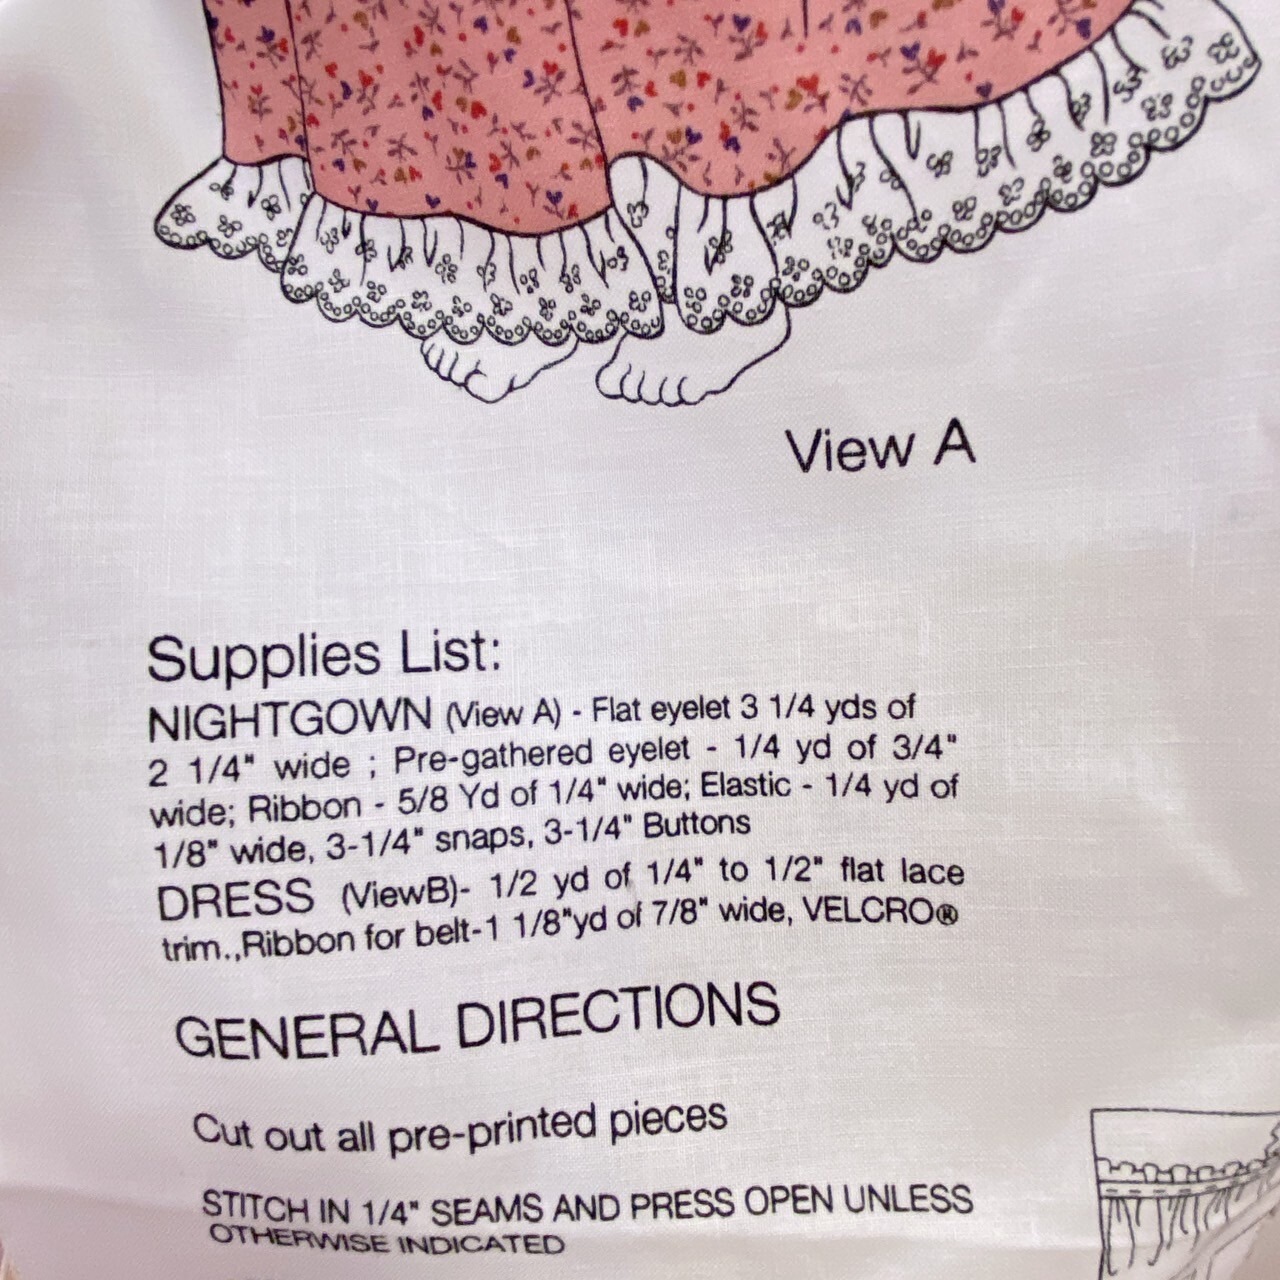 View A
Supplies List:
NIGHTGOWN (View A) - Flat eyelet 3 1/4 yds of
2 1/4" wide ; Pre-gathered eyelet - 1/4 yd of 3/4"
wide; Ribbon - 5/8 Yd of 1/4" wide; Elastic - 1/4 yd of
1/8" wide, 3-1/4" snaps, 3-1/4" Buttons
DRESS (ViewB)- 1/2 yd of 1/4" to 1/2" flat lace
trim.,Ribbon for belt-1 1/8"yd of 7/8" wide, VELCRO®
GENERAL DIRECTIONS
Cut out all pre-printed pieces
STITCH IN 1/4" SEAMS AND PRESS OPEN UNLESS
OTHERWISE INDICATED